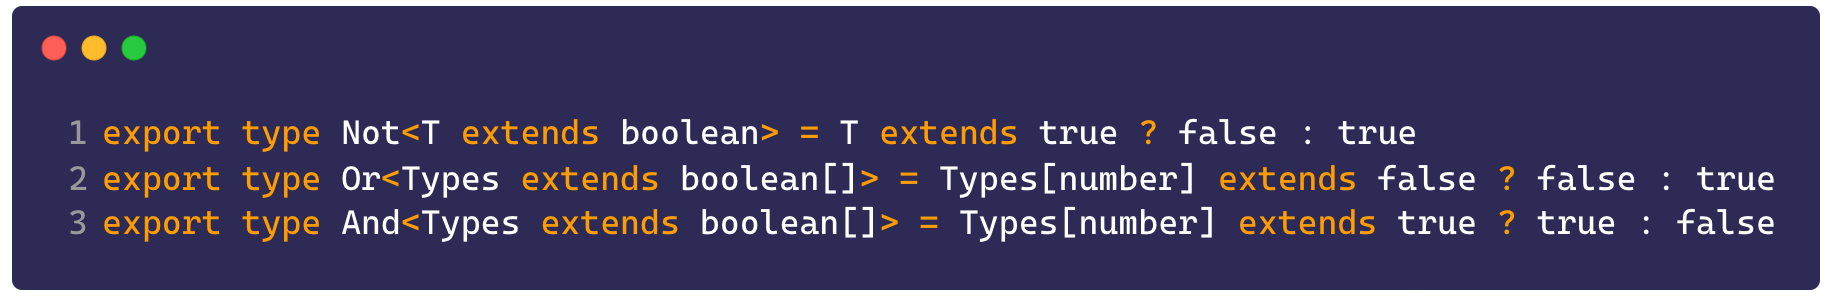 1 export type Not<T extends boolean> = T extends true ? false : true
2 export type Or<Types extends boolean[]> = Types[number] extends false ? false : true
3 export type And<Types extends boolean[]> = Types[number] extends true ? true : false